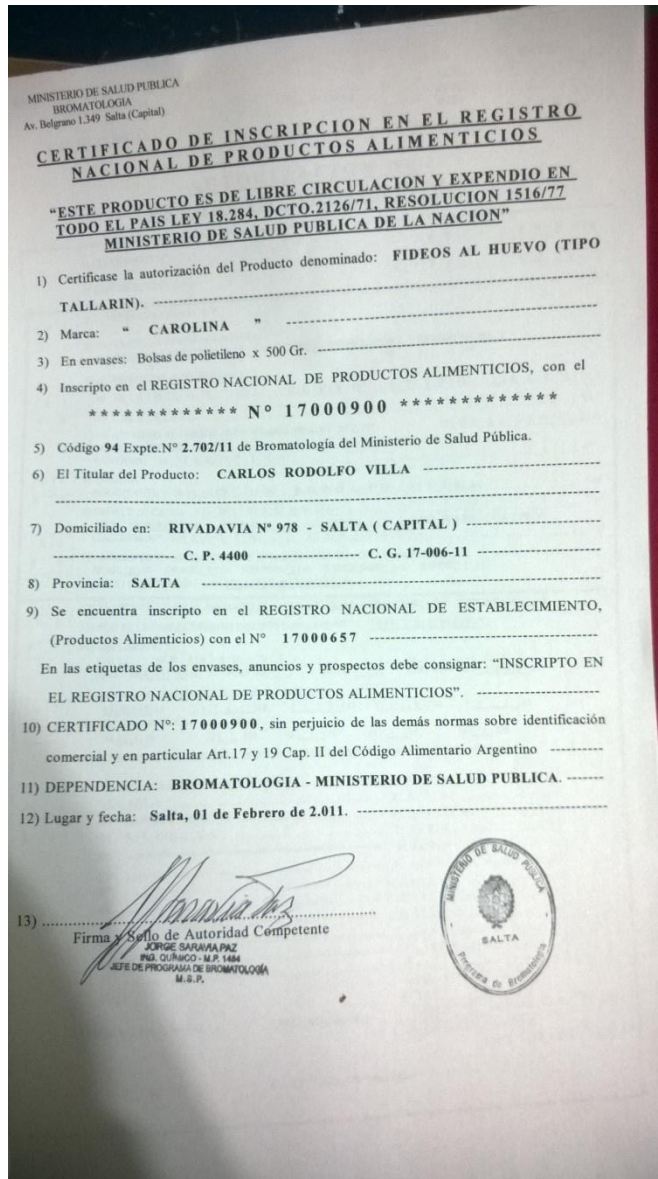 MINISTERIO DE SALUD PUBLICA
BROMATOLOGIA
Av. Belgrano 1.349 Salta (Capital)
CERTIFICADO DE INSCRIPCION EN EL REGISTRO
NACIONAL DE PRODUCTOS ALIMENTICIOS
"ESTE PRODUCTO ES DE LIBRE CIRCULACION Y EXPENDIO EN
TODO EL PAIS LEY 18.284, DCTO.2126/71, RESOLUCION 1516/77
MINISTERIO DE SALUD PUBLICA DE LA NACION"
1) Certificase la autorización del Producto denominado: FIDEOS AL HUEVO (TIPO
TALLARIN). ------------------------------------------------------------
2) Marca: " CAROLINA " ------------------------------------------------
3) En envases: Bolsas de polietileno x 500 Gr. ------------------------------------------------
4) Inscripto en el REGISTRO NACIONAL DE PRODUCTOS ALIMENTICIOS, con el
* * * * * * * * * * * * * N° 17000900 * * * * * * * * * * * * *
5) Código 94 Expte.N° 2.702/11 de Bromatología del Ministerio de Salud Pública.
6) El Titular del Producto: CARLOS RODOLFO VILLA ------------------------------
------------------------------------------------------------------------
7) Domiciliado en: RIVADAVIA N° 978 - SALTA ( CAPITAL ) -----------------------
--------------------- C. P. 4400 ------------------ C. G. 17-006-11 ---------------------
8) Provincia: SALTA ------------------------------------------------------------
9) Se encuentra inscripto en el REGISTRO NACIONAL DE ESTABLECIMIENTO,
(Productos Alimenticios) con el N° 17000657 ------------------------------------
En las etiquetas de los envases, anuncios y prospectos debe consignar: "INSCRIPTO EN
EL REGISTRO NACIONAL DE PRODUCTOS ALIMENTICIOS". --------------------
10) CERTIFICADO N°: 17000900, sin perjuicio de las demás normas sobre identificación
comercial y en particular Art.17 y 19 Cap. II del Código Alimentario Argentino ----------
11) DEPENDENCIA: BROMATOLOGIA - MINISTERIO DE SALUD PUBLICA. -------
12) Lugar y fecha: Salta, 01 de Febrero de 2.011. ----------------------------------------
13) ....................................................................
Firma y Sello de Autoridad Competente
JORGE SARAVIA PAZ
ING. QUÍMICO - M.P. 1484
JEFE DE PROGRAMA DE BROMATOLOGÍA
M.S.P.
MINISTERIO DE SALUD PUBLICA
SALTA
Programa de Bromatología